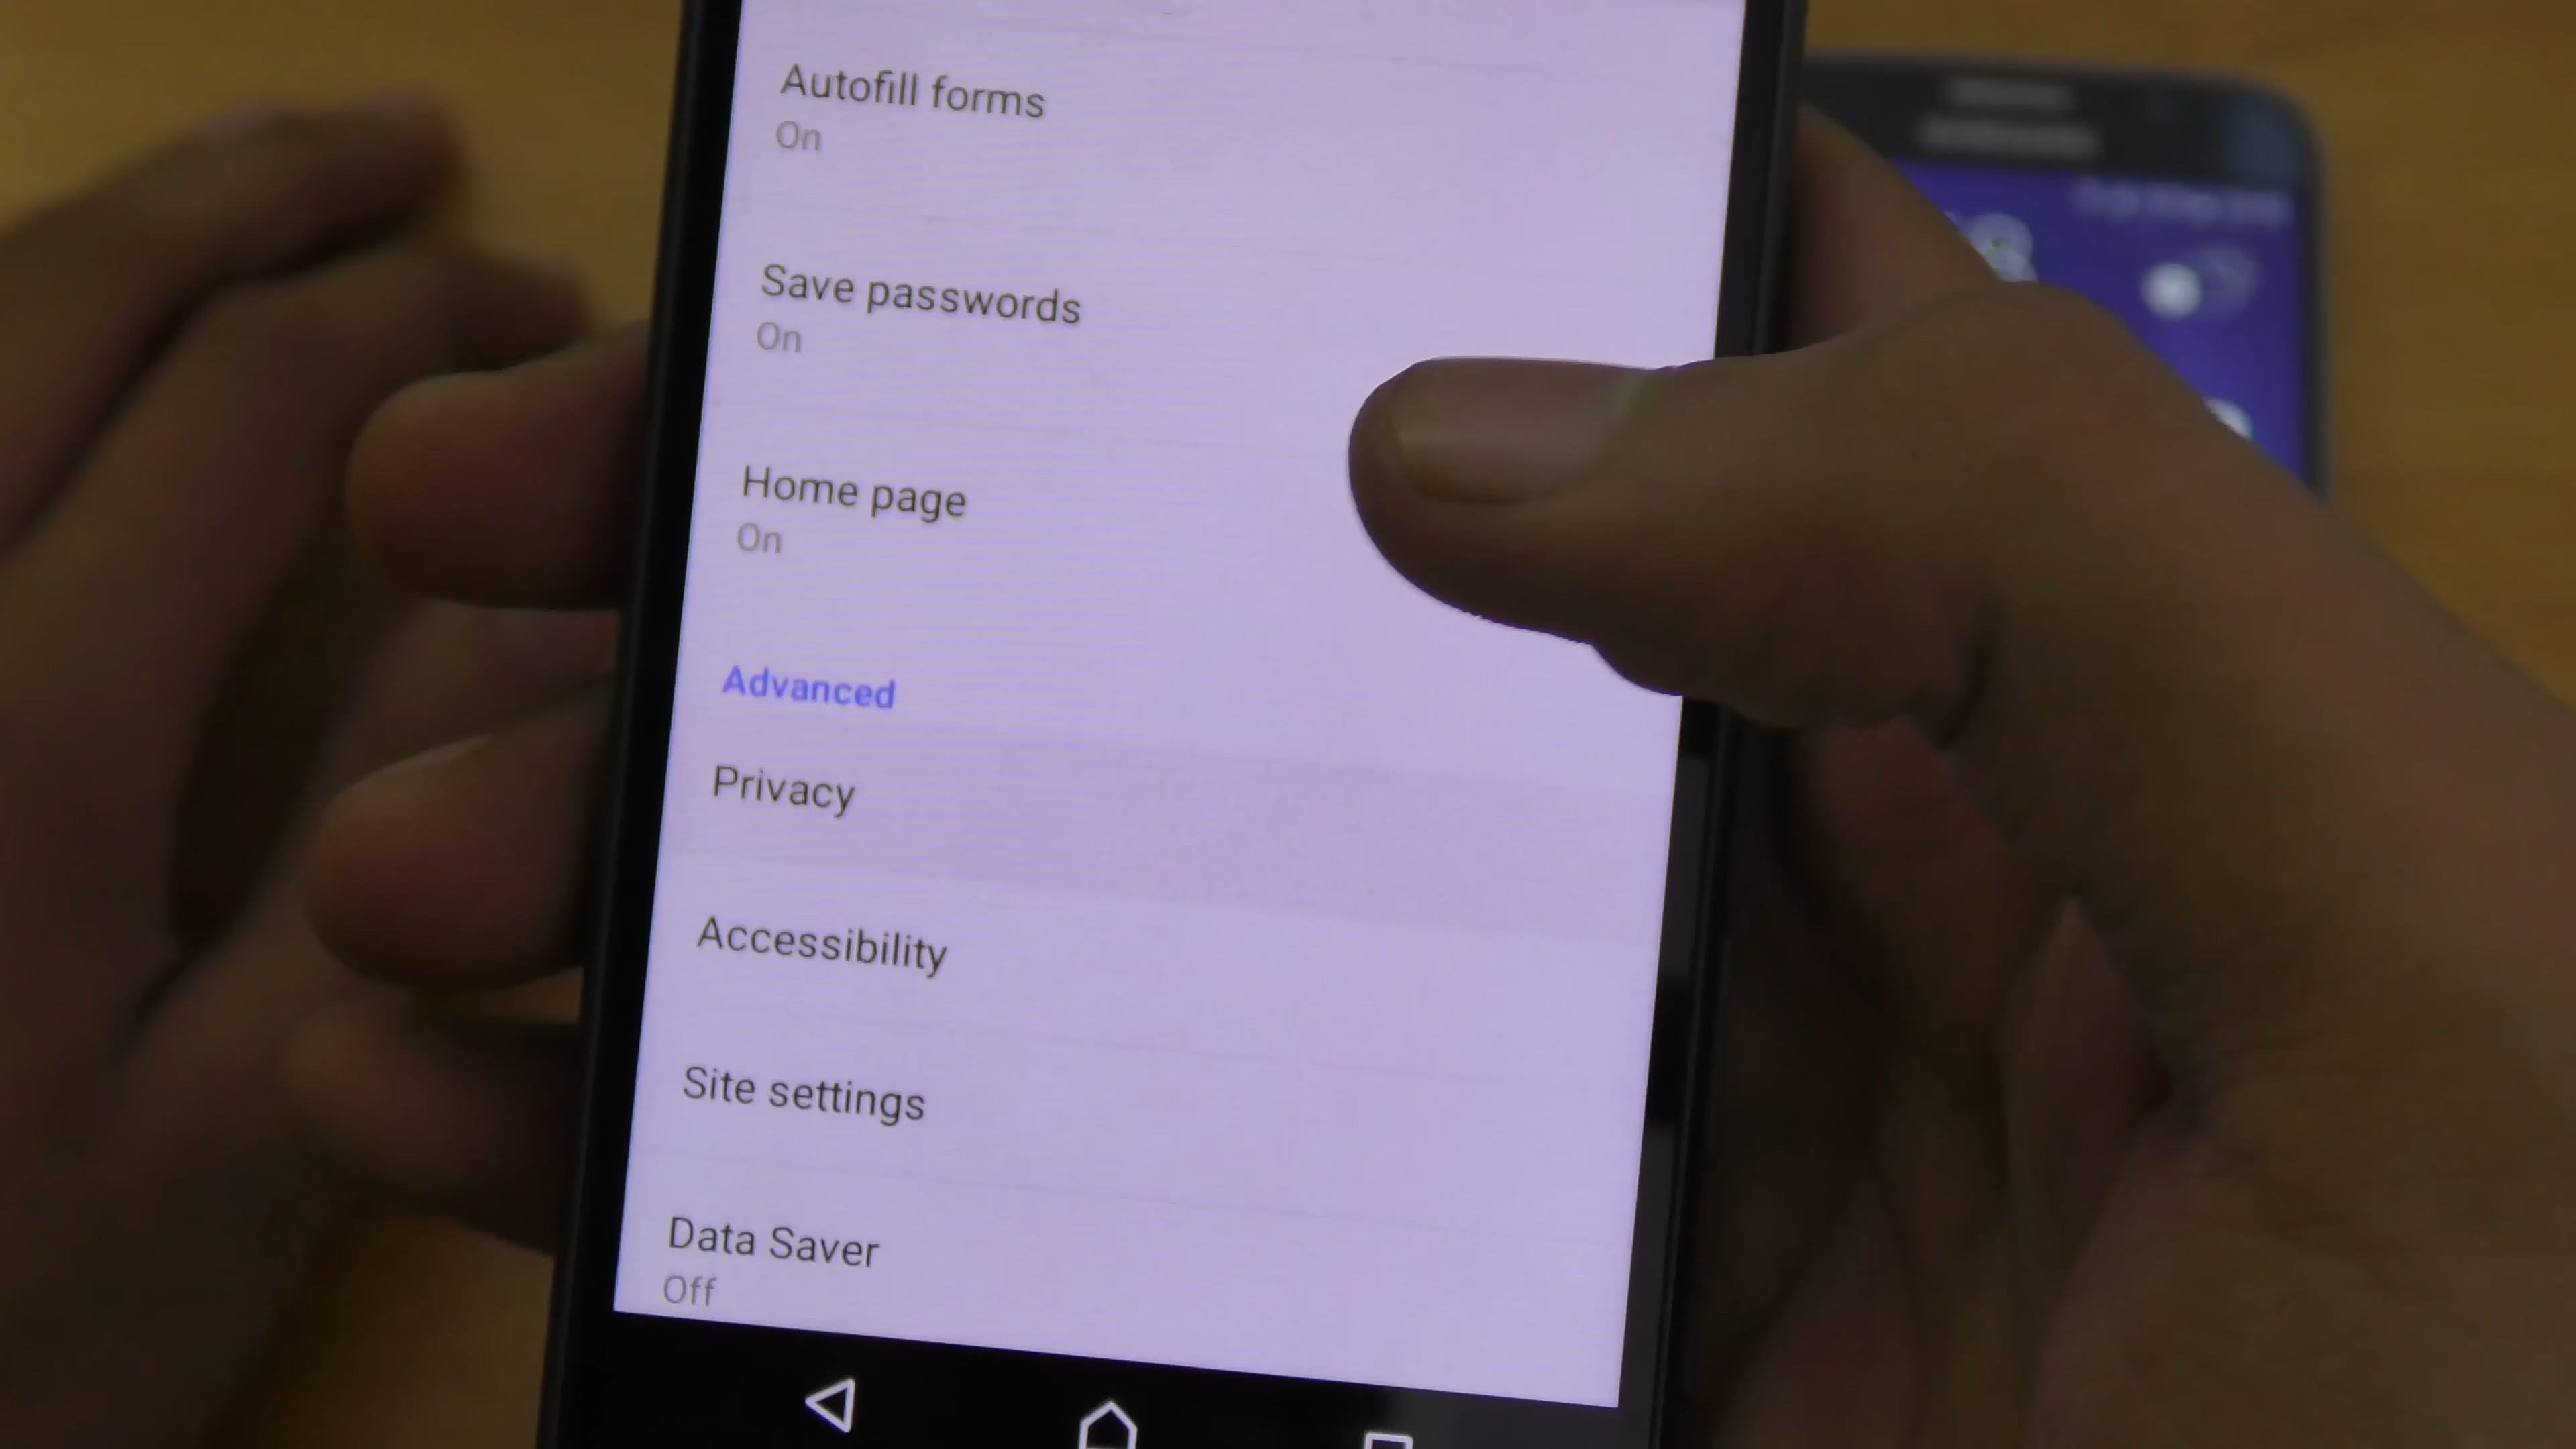 Autofill forms
On
Save passwords
On
Home page
On
Advanced
Privacy
Accessibility
Site settings
Data Saver
Off